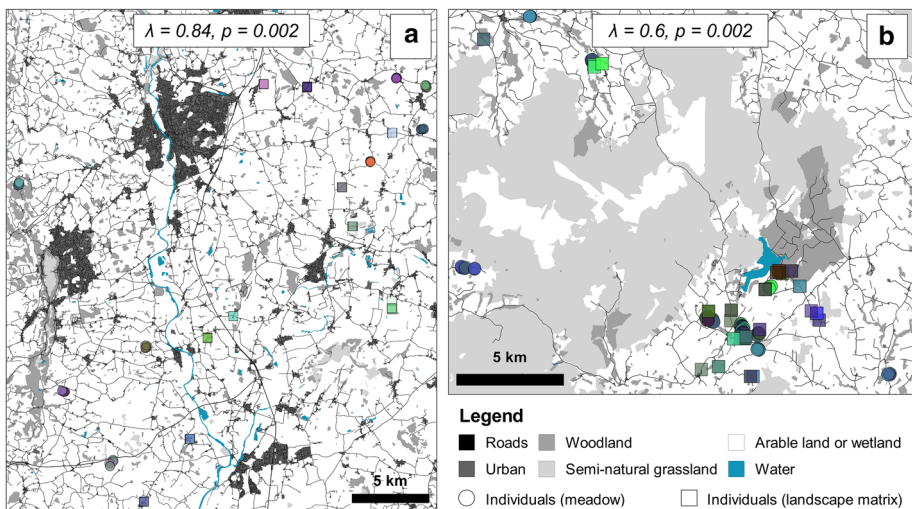 λ = 0.84, p = 0.002
a
5 km
λ = 0.6, p = 0.002
b
5 km
Legend
Roads Woodland Arable land or wetland
Urban Semi-natural grassland Water
Individuals (meadow) Individuals (landscape matrix)